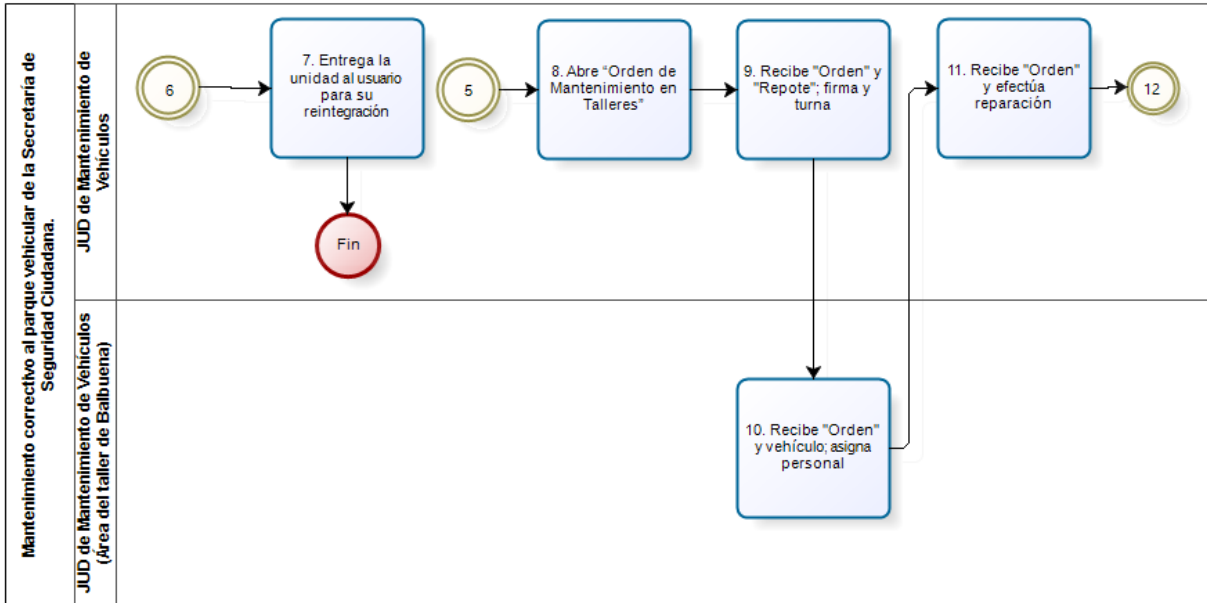 Mantenimiento correctivo al parque vehicular de la Secretaría de
Seguridad Ciudadana.
JUD de Mantenimiento de
Vehículos
6
7. Entrega la
unidad al usuario
para su
reintegración
Fin
5
8. Abre “Orden de
Mantenimiento en
Talleres”
9. Recibe "Orden" y
"Repote"; firma y
turna
11. Recibe "Orden"
y efectúa
reparación
12
JUD de Mantenimiento de Vehículos
(Área del taller de Balbuena)
10. Recibe "Orden"
y vehículo; asigna
personal